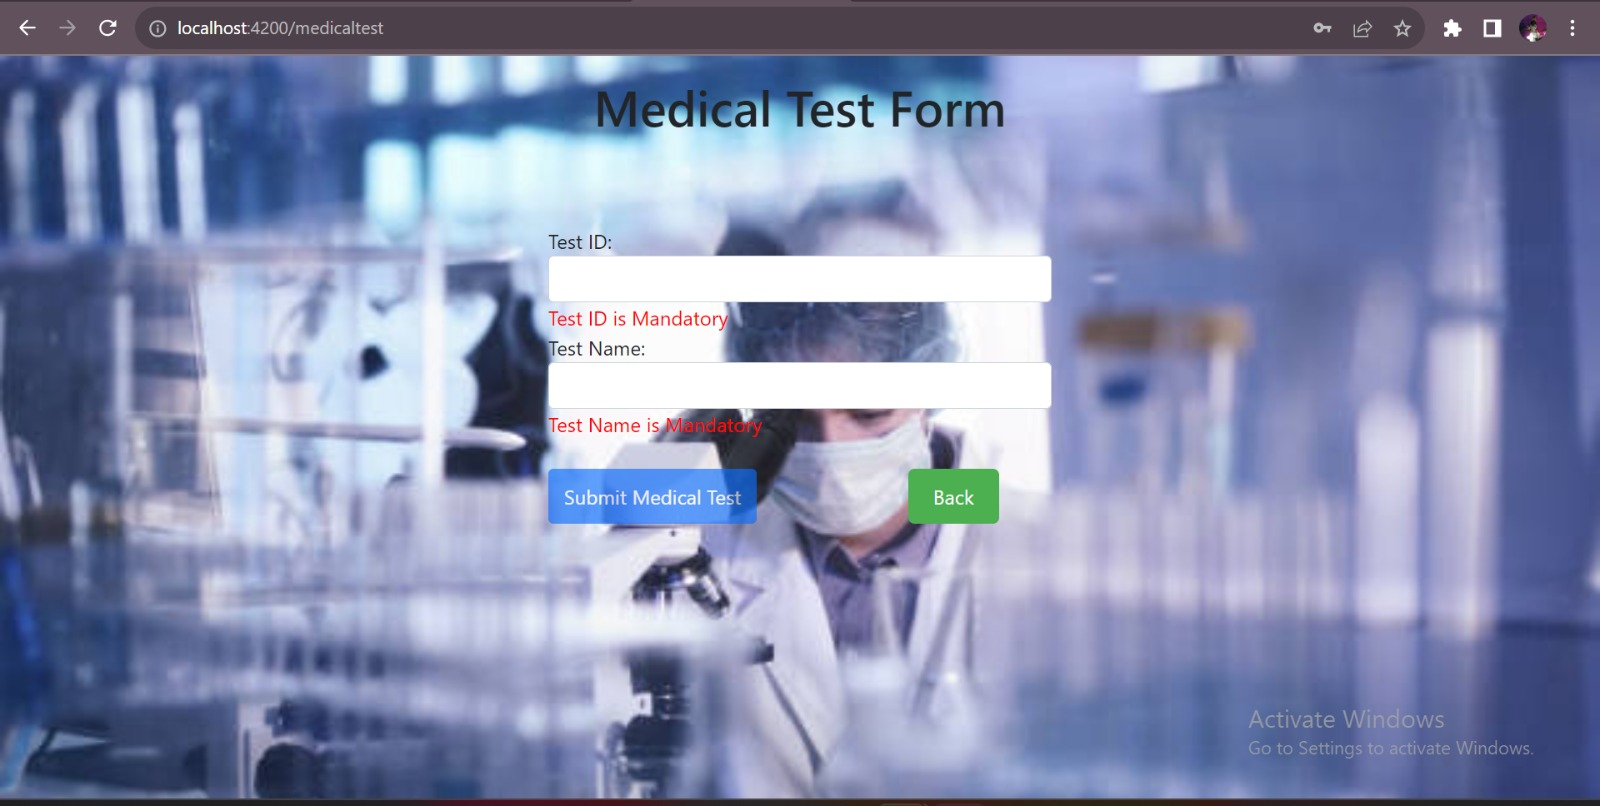 localhost:4200/medicaltest
Medical Test Form
Test ID:
Test ID is Mandatory
Test Name:
Test Name is Mandatory
Submit Medical Test
Back
Activate Windows
Go to Settings to activate Windows.